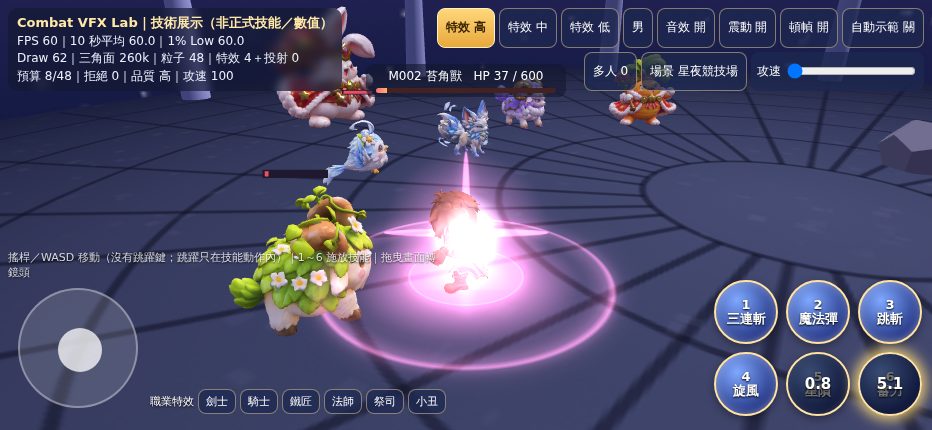 Combat VFX Lab｜技術展示（非正式技能／數值）
FPS 60｜10 秒平均 60.0｜1% Low 60.0
Draw 62｜三角面 260k｜粒子 48｜特效 4＋投射 0
預算 8/48｜拒絕 0｜品質 高｜攻速 100
特效 高
特效 中
特效 低
男
音效 開
震動 開
頓幀 開
自動示範 關
多人 0
場景 星夜競技場
攻速
M002 苔角獸 HP 37 / 600
搖桿／WASD 移動（沒有跳躍鍵；跳躍只在技能動作內）｜1～6 施放技能｜拖曳畫面轉
鏡頭
1
三連斬
2
魔法彈
3
跳斬
4
旋風
0.8
5.1
職業特效
劍士
騎士
鐵匠
法師
祭司
小丑